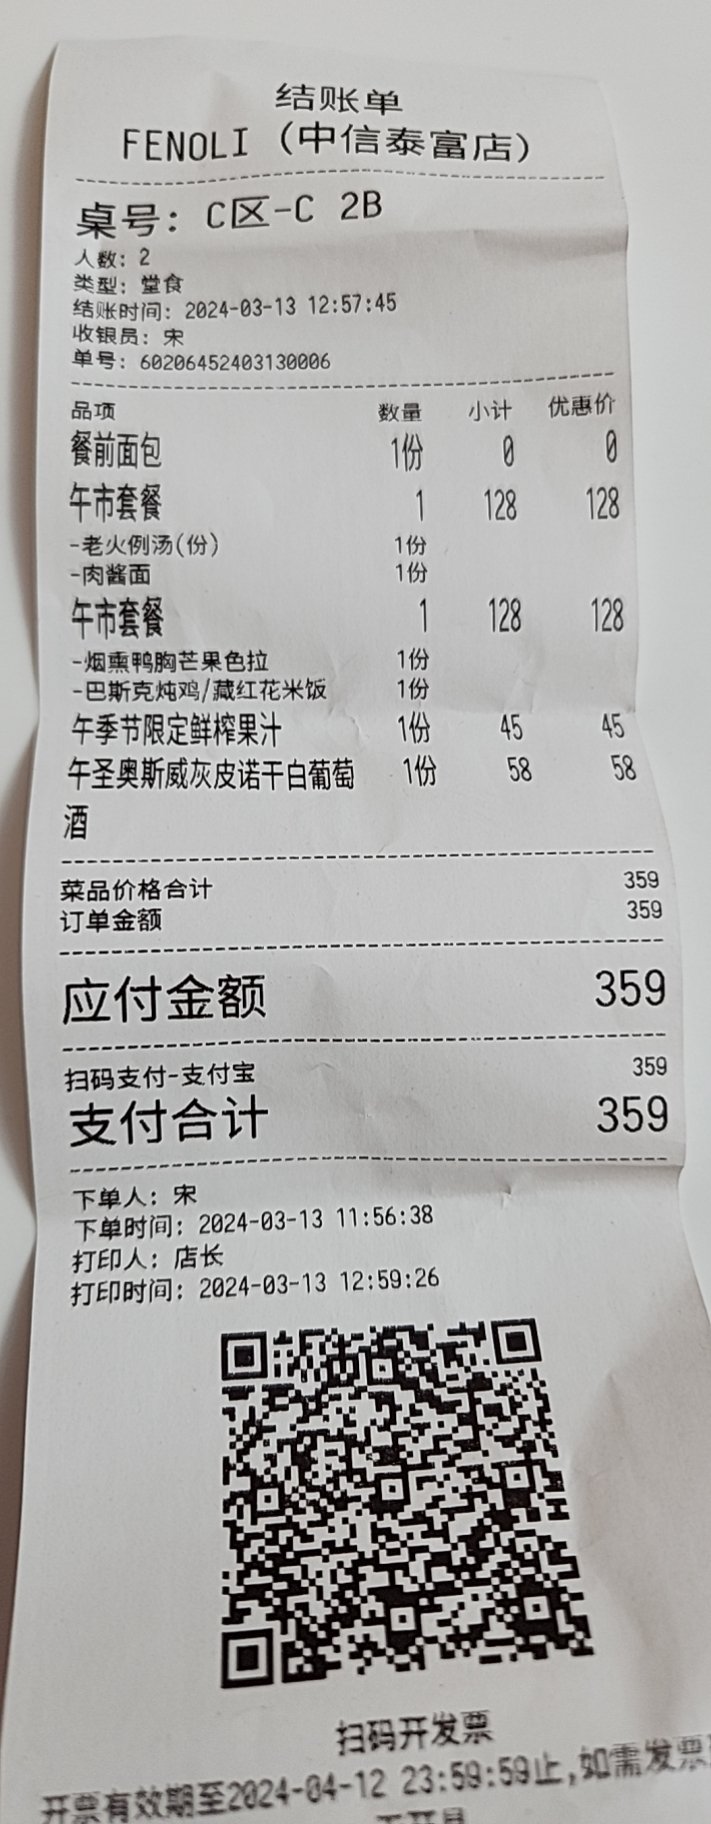 结账单
FENOLI (中信泰富店)
桌号: C区-C 2B
人数: 2
类型: 堂食
结账时间: 2024-03-13 12:57:45
收银员: 宋
单号: 602064524031300​06
品项 数量 小计 优惠价
餐前面包 1份 0 0
午市套餐 1 128 128
-老火例汤(份) 1份
-肉酱面 1份
午市套餐 1 128 128
-烟熏鸭胸芒果色拉 1份
-巴斯克炖鸡/藏红花米饭 1份
午季节限定鲜榨果汁 1份 45 45
午圣奥斯威灰皮诺干白葡萄 1份 58 58
酒
菜品价格合计 359
订单金额 359
应付金额 359
扫码支付-支付宝 359
支付合计 359
下单人: 宋
下单时间: 2024-03-13 11:56:38
打印人: 店长
打印时间: 2024-03-13 12:59:26
扫码开发票
开票有效期至2024-04-12 23:59:59止,如需发票